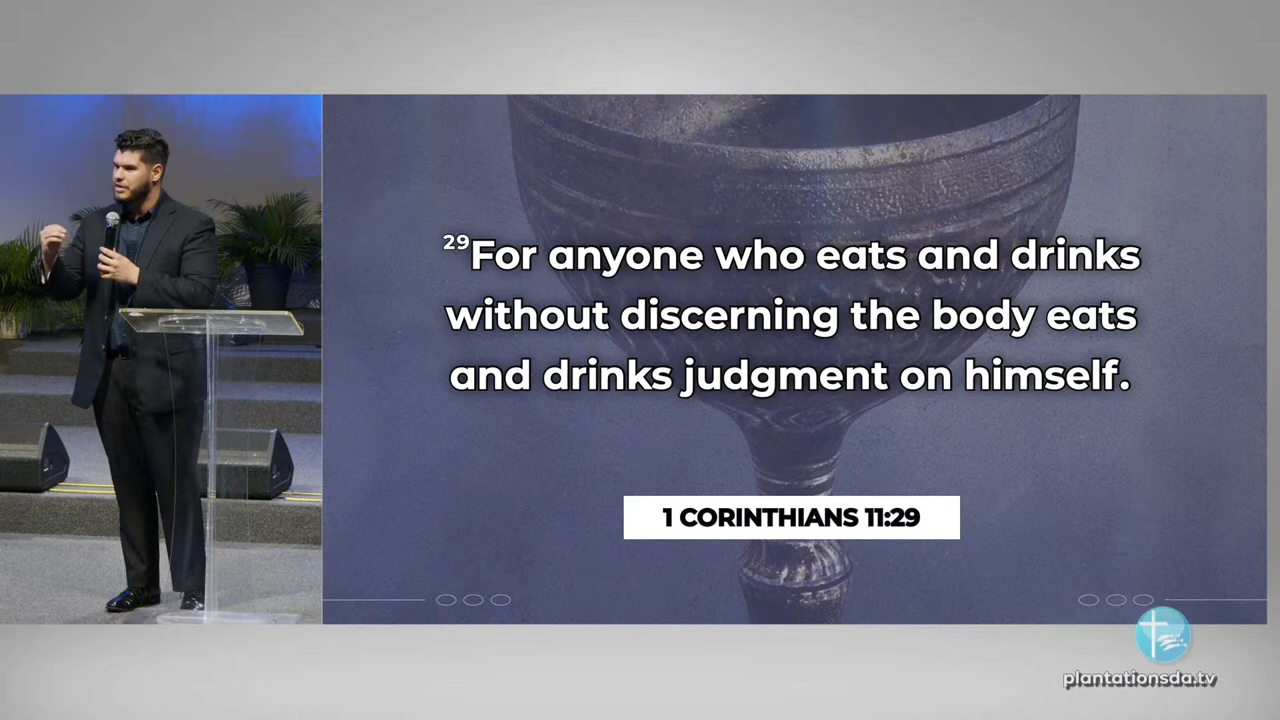 ²⁹For anyone who eats and drinks
without discerning the body eats
and drinks judgment on himself.
1 CORINTHIANS 11:29
plantationsda.tv